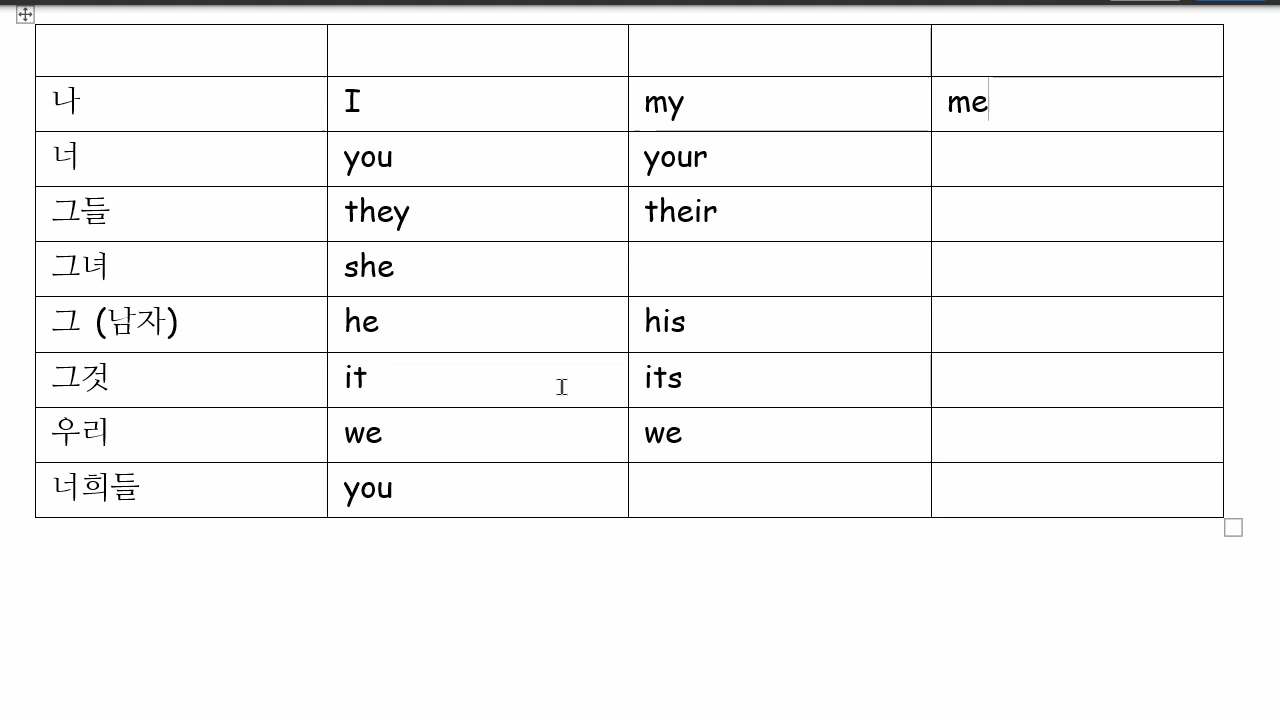 나 I my me
너 you your
그들 they their
그녀 she
그 (남자) he his
그것 it its
우리 we we
너희들 you